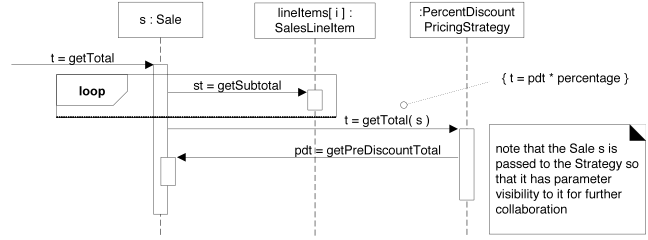 s : Sale
lineItems[ i ] :
SalesLineItem
:PercentDiscount
PricingStrategy
t = getTotal
loop
st = getSubtotal
{ t = pdt * percentage }
t = getTotal( s )
pdt = getPreDiscountTotal
note that the Sale s is
passed to the Strategy so
that it has parameter
visibility to it for further
collaboration